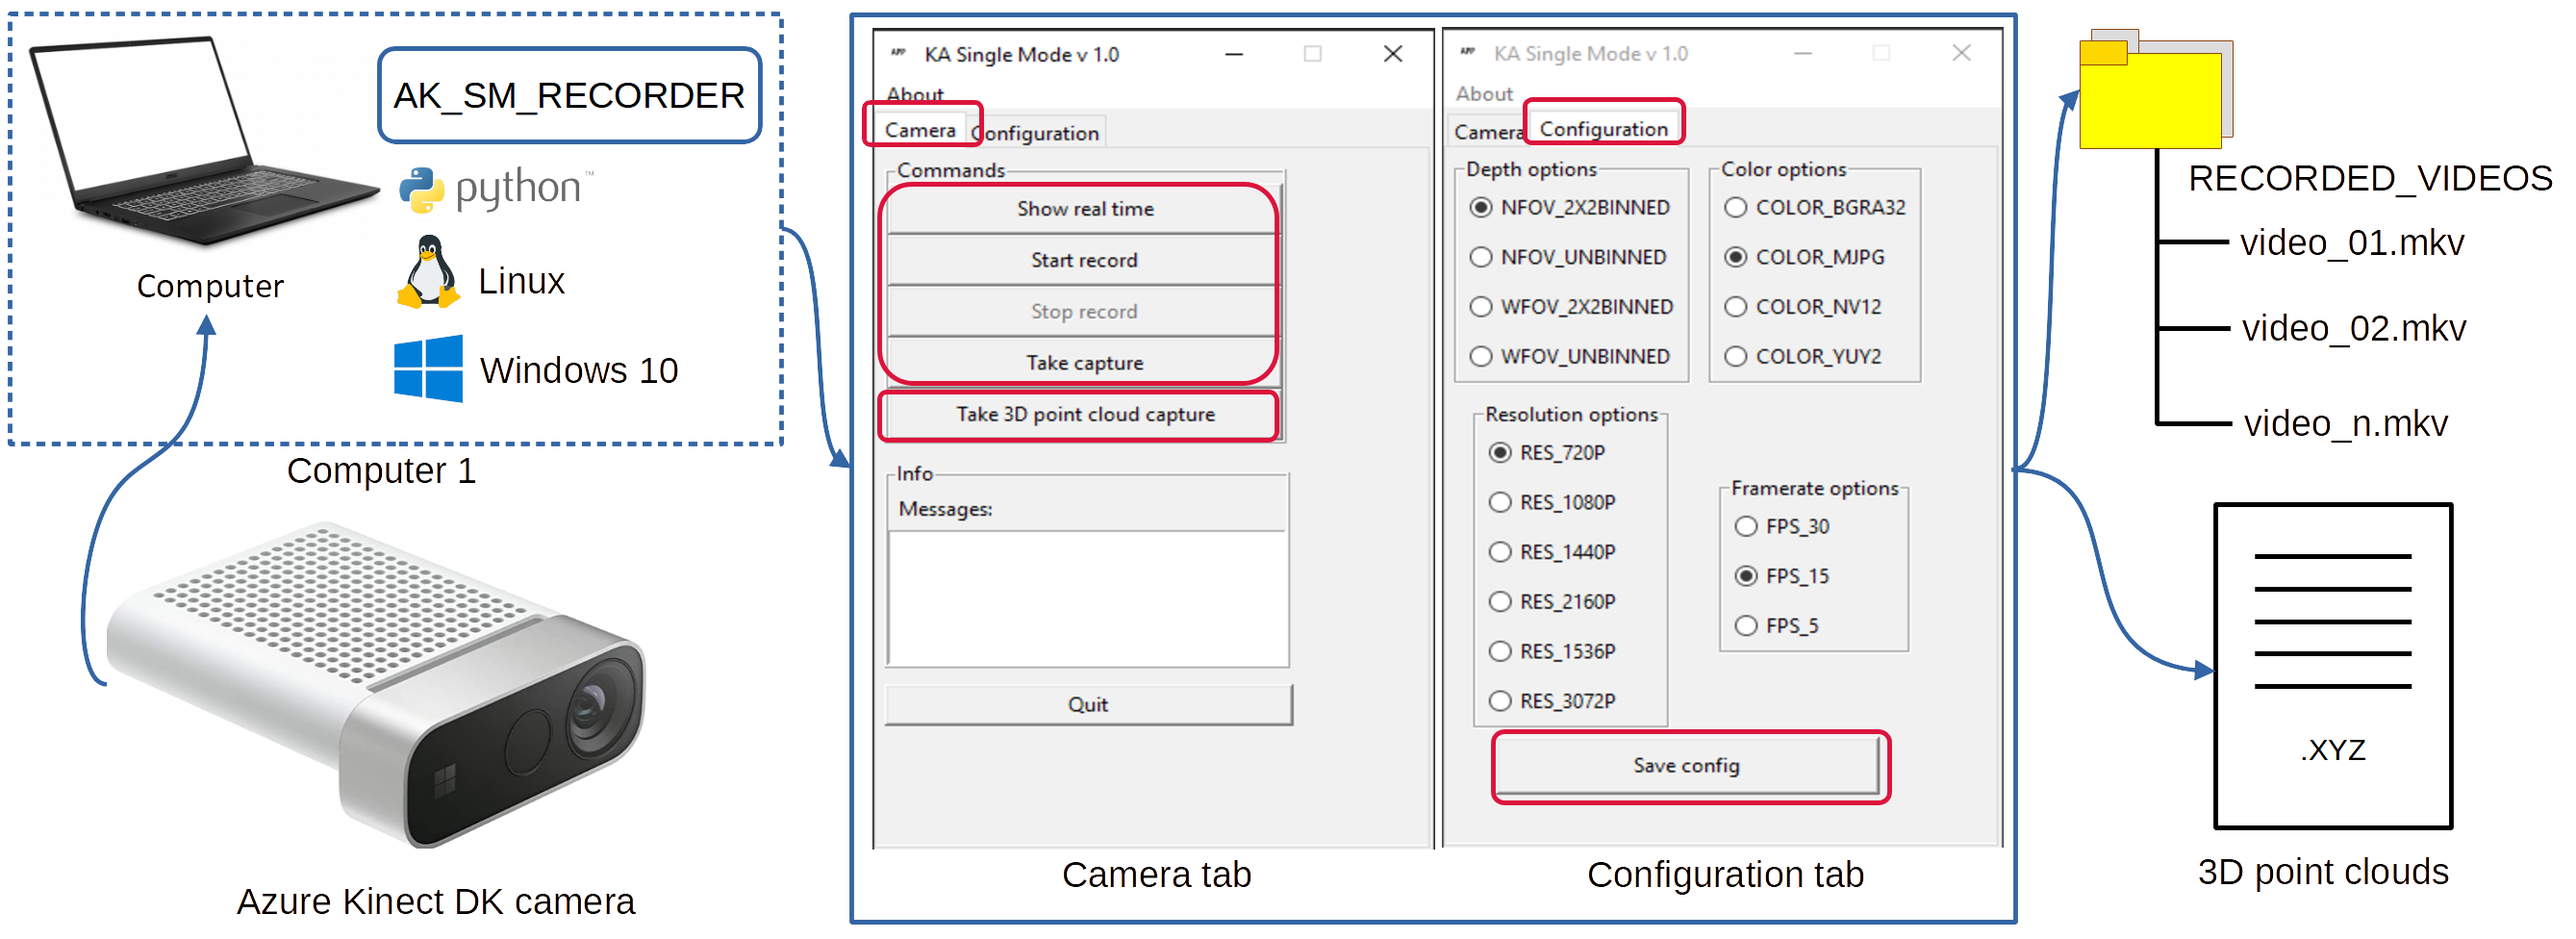 AK_SM_RECORDER
python™
Linux
Windows 10
Computer
Computer 1
Azure Kinect DK camera
APP KA Single Mode v 1.0
About
Camera
Configuration
Commands
Show real time
Start record
Stop record
Take capture
Take 3D point cloud capture
Info
Messages:
Quit
Camera tab
APP KA Single Mode v 1.0
About
Camera
Configuration
Depth options
NFOV_2X2BINNED
NFOV_UNBINNED
WFOV_2X2BINNED
WFOV_UNBINNED
Color options
COLOR_BGRA32
COLOR_MJPG
COLOR_NV12
COLOR_YUY2
Resolution options
RES_720P
RES_1080P
RES_1440P
RES_2160P
RES_1536P
RES_3072P
Framerate options
FPS_30
FPS_15
FPS_5
Save config
Configuration tab
RECORDED_VIDEOS
video_01.mkv
video_02.mkv
video_n.mkv
.XYZ
3D point clouds